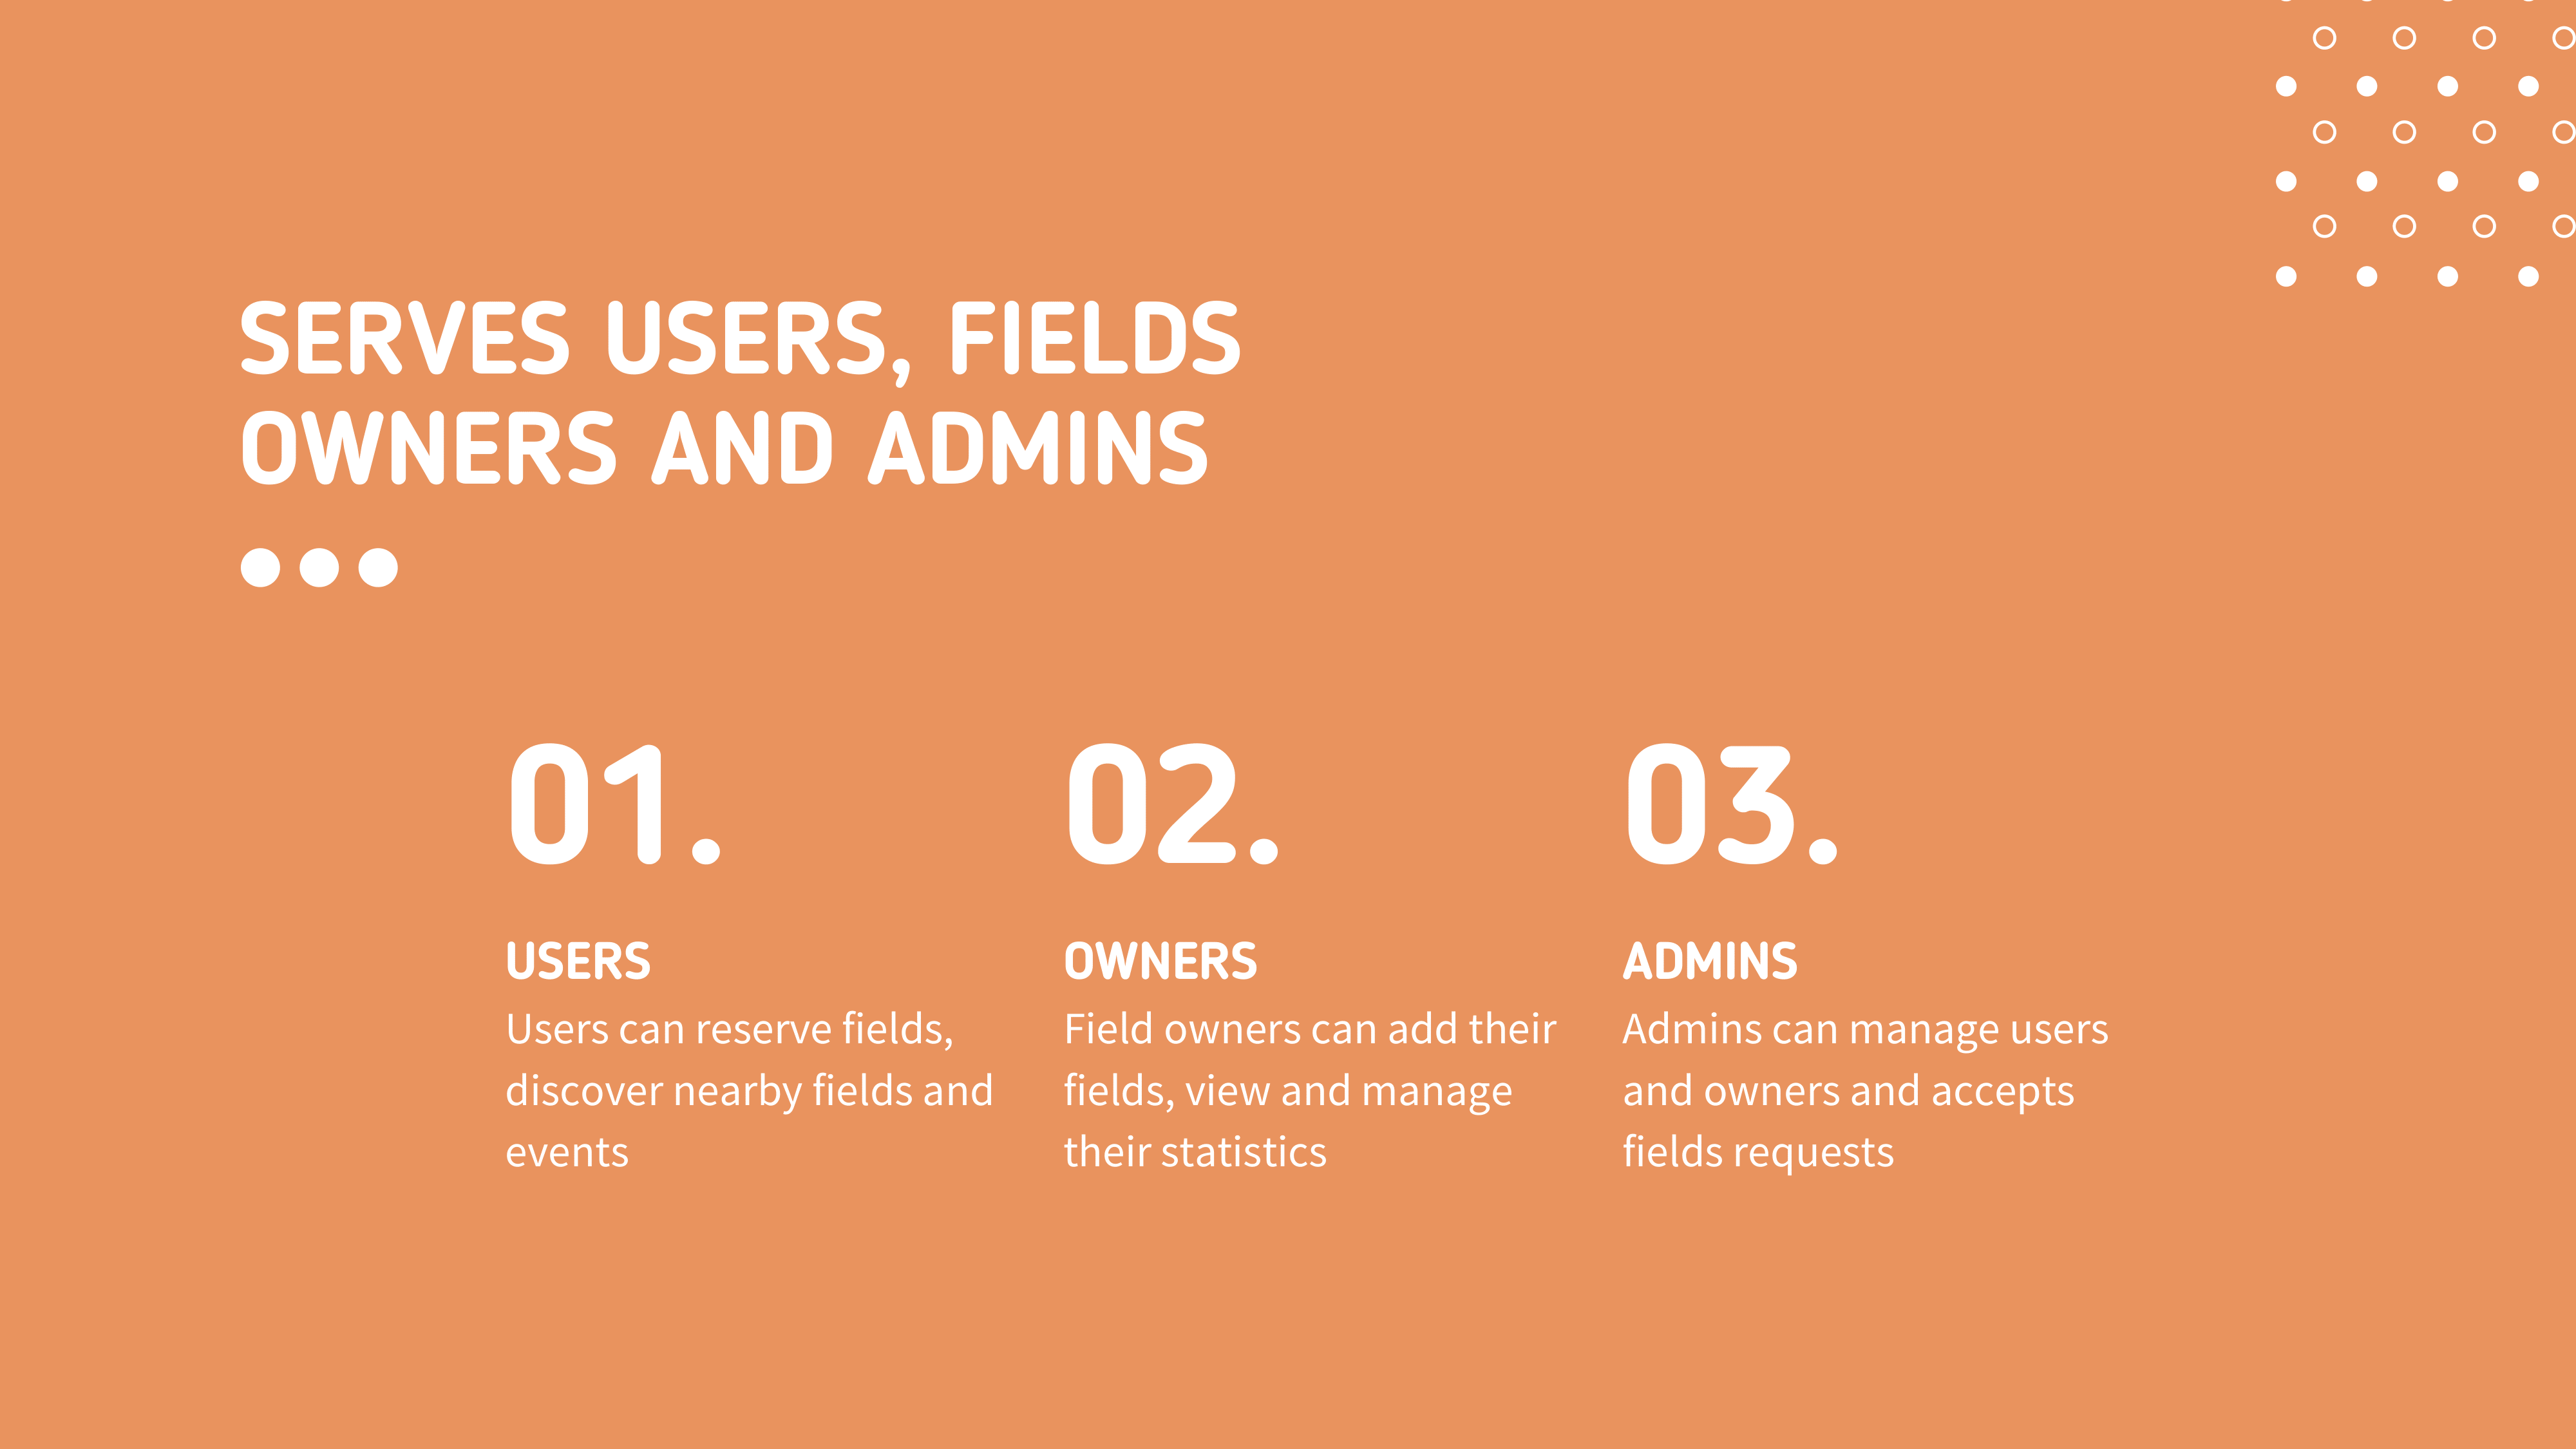 SERVES USERS, FIELDS
OWNERS AND ADMINS
01.
USERS
Users can reserve fields,
discover nearby fields and
events
02.
OWNERS
Field owners can add their
fields, view and manage
their statistics
03.
ADMINS
Admins can manage users
and owners and accepts
fields requests